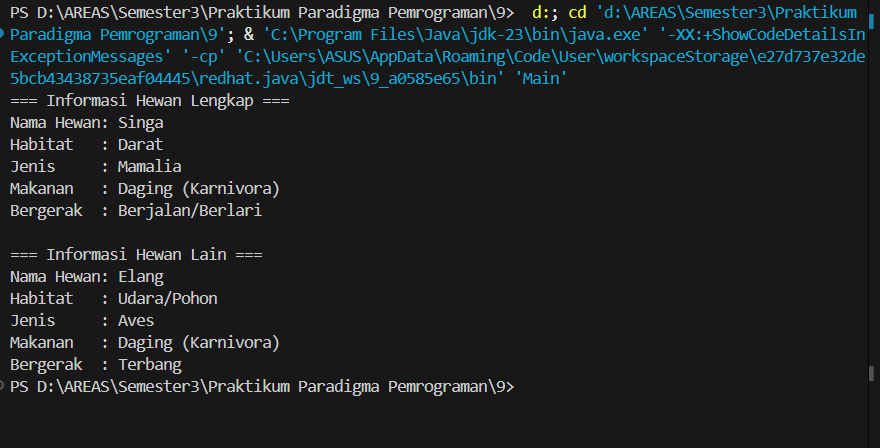 PS D:\AREAS\Semester3\Praktikum Paradigma Pemrograman\9>  d:; cd 'd:\AREAS\Semester3\Praktikum
Paradigma Pemrograman\9'; & 'C:\Program Files\Java\jdk-23\bin\java.exe' '-XX:+ShowCodeDetailsIn
ExceptionMessages' '-cp' 'C:\Users\ASUS\AppData\Roaming\Code\User\workspaceStorage\e27d737e32de
5bcb43438735eaf04445\redhat.java\jdt_ws\9_a0585e65\bin' 'Main'
=== Informasi Hewan Lengkap ===
Nama Hewan: Singa
Habitat   : Darat
Jenis     : Mamalia
Makanan   : Daging (Karnivora)
Bergerak  : Berjalan/Berlari

=== Informasi Hewan Lain ===
Nama Hewan: Elang
Habitat   : Udara/Pohon
Jenis     : Aves
Makanan   : Daging (Karnivora)
Bergerak  : Terbang
PS D:\AREAS\Semester3\Praktikum Paradigma Pemrograman\9>